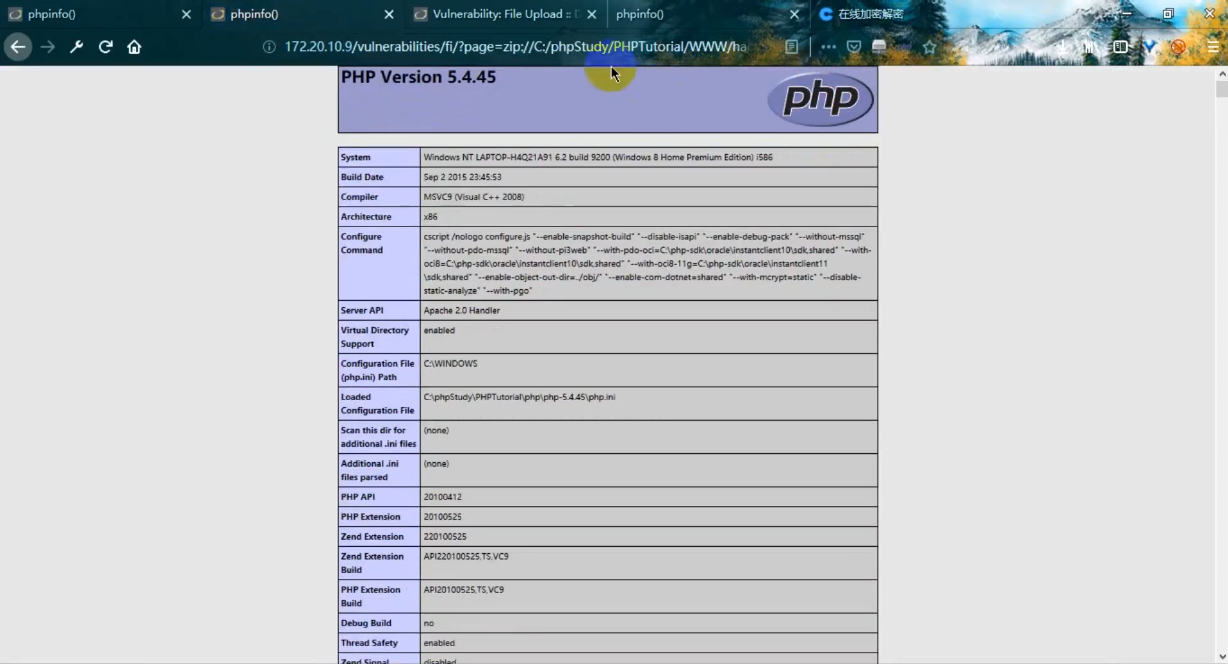 phpinfo()
phpinfo()
Vulnerability: File Upload ::
phpinfo()
在线加密解密
172.20.10.9/vulnerabilities/fi/?page=zip://C:/phpStudy/PHPTutorial/WWW/ha
PHP Version 5.4.45
php
System
Windows NT LAPTOP-H4Q21A91 6.2 build 9200 (Windows 8 Home Premium Edition) i586
Build Date
Sep 2 2015 23:45:53
Compiler
MSVC9 (Visual C++ 2008)
Architecture
x86
Configure
Command
cscript /nologo configure.js "--enable-snapshot-build" "--disable-isapi" "--enable-debug-pack" "--without-mssql"
"--without-pdo-mssql" "--without-pi3web" "--with-pdo-oci=C:\php-sdk\oracle\instantclient10\sdk,shared" "--with-
oci8=C:\php-sdk\oracle\instantclient10\sdk,shared" "--with-oci8-11g=C:\php-sdk\oracle\instantclient11
\sdk,shared" "--enable-object-out-dir=../obj/" "--enable-com-dotnet=shared" "--with-mcrypt=static" "--disable-
static-analyze" "--with-pgo"
Server API
Apache 2.0 Handler
Virtual Directory
Support
enabled
Configuration File
(php.ini) Path
C:\WINDOWS
Loaded
Configuration File
C:\phpStudy\PHPTutorial\php\php-5.4.45\php.ini
Scan this dir for
additional .ini files
(none)
Additional .ini
files parsed
(none)
PHP API
20100412
PHP Extension
20100525
Zend Extension
220100525
Zend Extension
Build
API220100525,TS,VC9
PHP Extension
Build
API20100525,TS,VC9
Debug Build
no
Thread Safety
enabled
Zend Signal
disabled